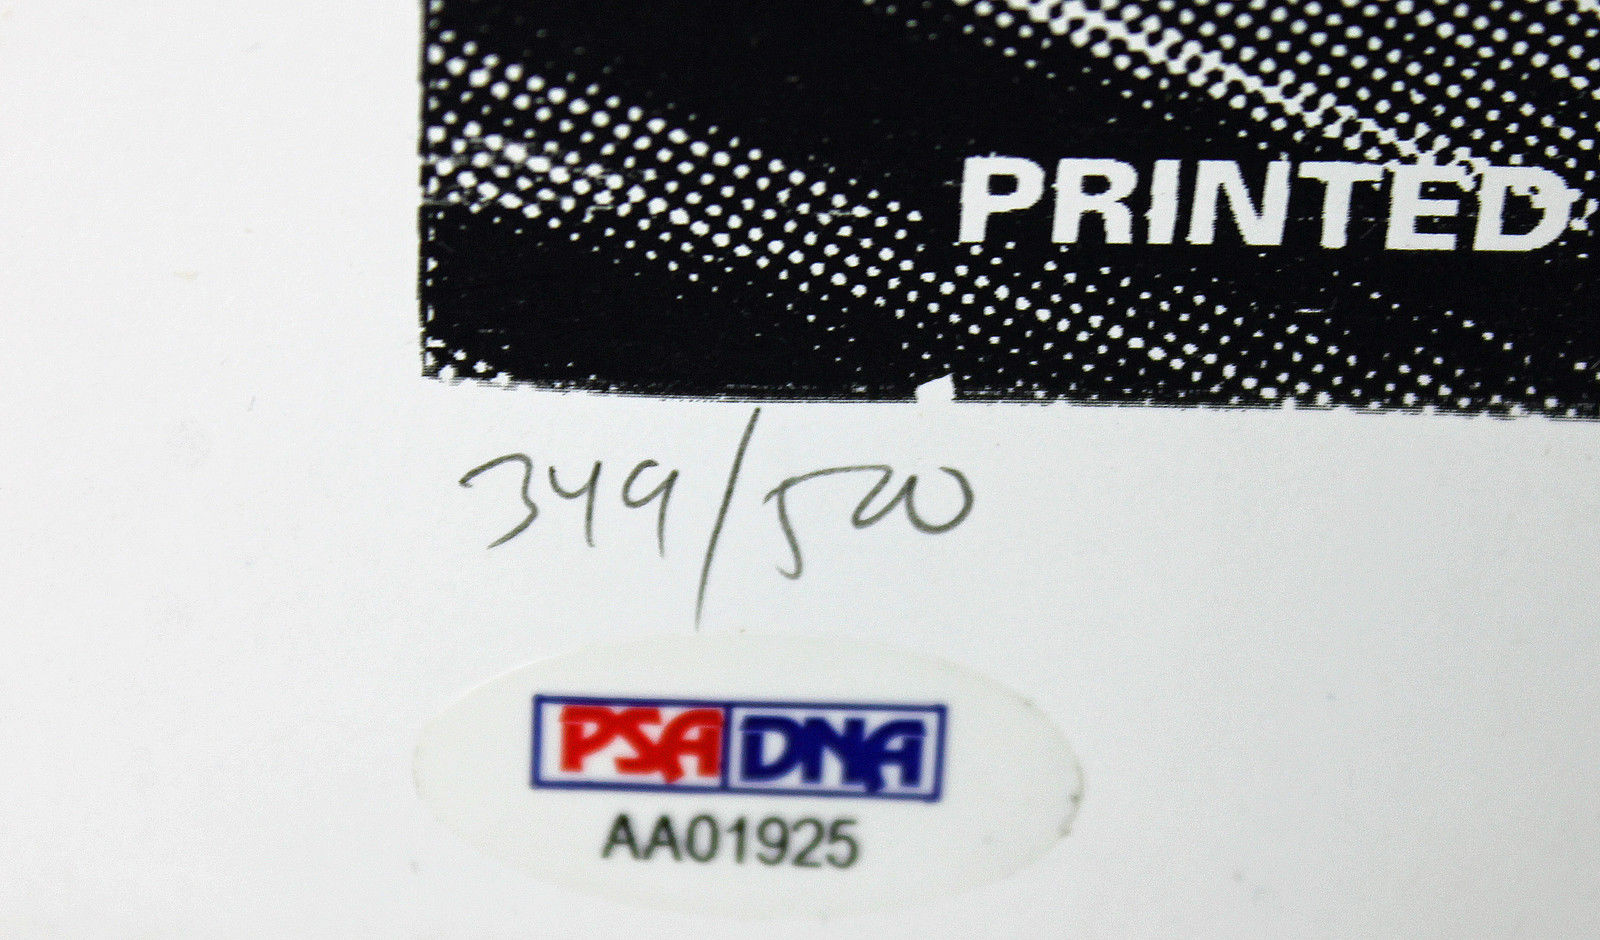 PRINTED
349/500
PSA DNA
AA01925